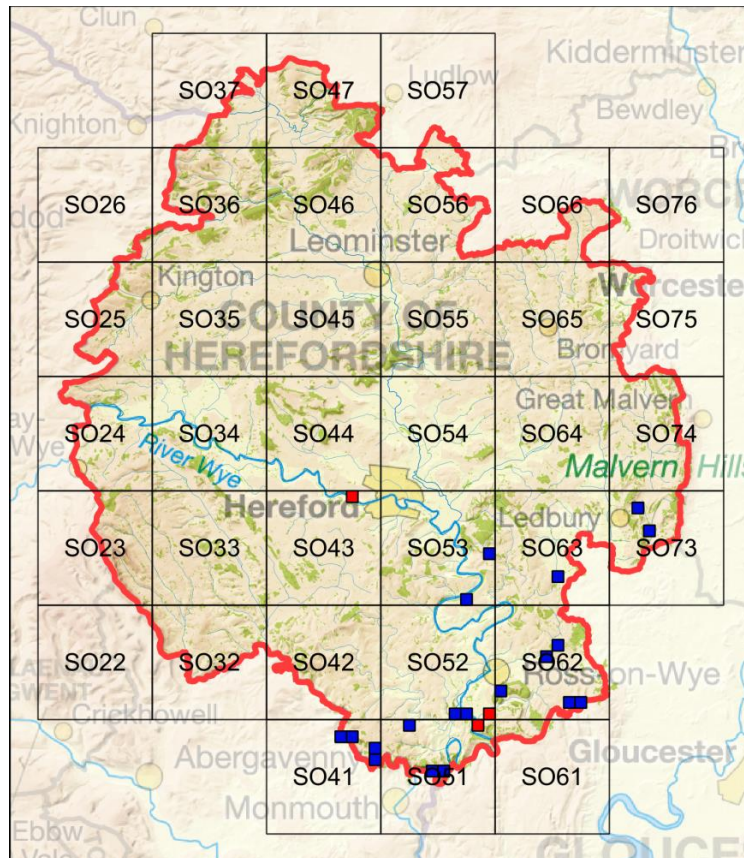 Clun
Kidderminster
SO37 SO47 Ludlow SO57
Knighton
Bewdley
SO26 SO36 SO46 SO56 SO66 SO76
Droitwich
Leominster
Kington
Worcester
SO25 SO35 SO45 SO55 SO65 SO75
COUNTY OF
HEREFORDSHIRE
Bromyard
Great Malvern
SO24 SO34 SO44 SO54 SO64 SO74
River Wye
Malvern Hills
Hereford
Ledbury
SO23 SO33 SO43 SO53 SO63 SO73
SO22 SO32 SO42 SO52 SO62
Ross-on-Wye
Crickhowell
Abergavenny
Gloucester
SO41 SO51 SO61
Monmouth
Ebbw
Vale